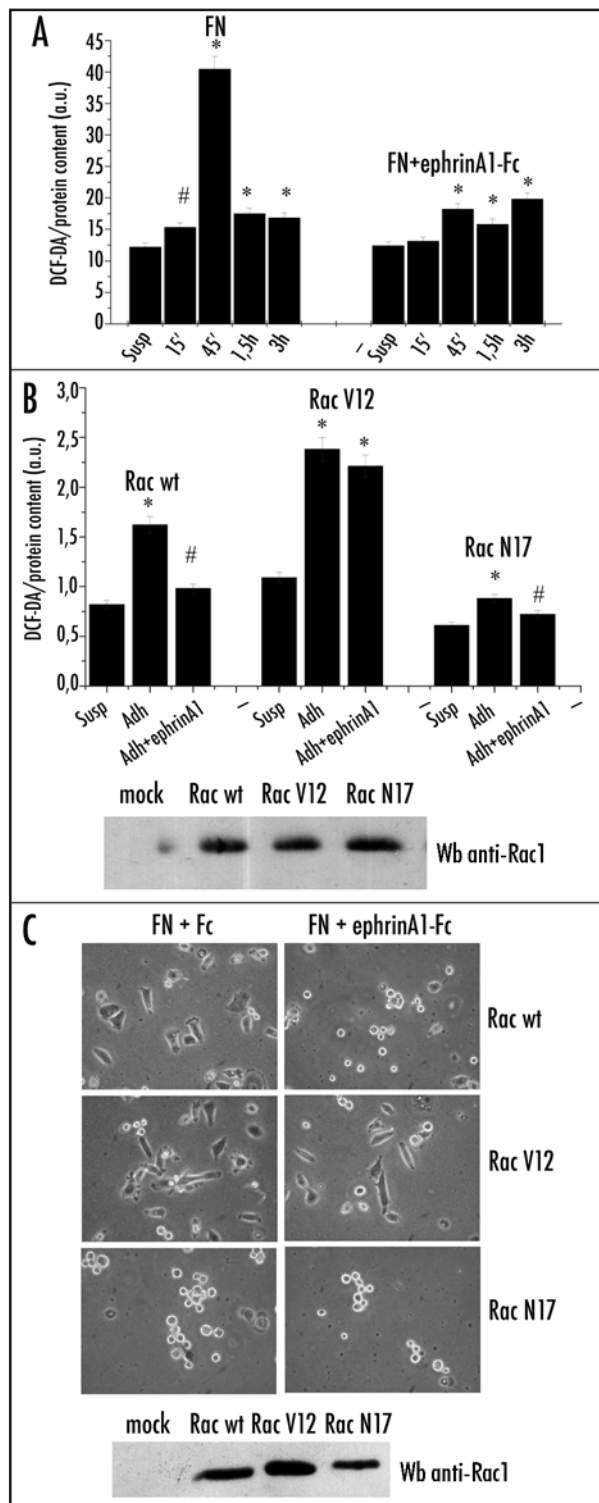 A
FN
FN+ephrinA1-Fc
DCF-DA/protein content (a.u.)
45
40
35
30
25
20
15
10
5
0
*
#
*
*
*
*
*
Susp
15′
45′
1,5h
3h
–
Susp
15′
45′
1,5h
3h
B
Rac wt
Rac V12
Rac N17
DCF-DA/protein content (a.u.)
3,0
2,5
2,0
1,5
1,0
0,5
0,0
*
#
*
*
*
#
Susp
Adh
Adh+ephrinA1
–
Susp
Adh
Adh+ephrinA1
–
Susp
Adh
Adh+ephrinA1
–
mock Rac wt Rac V12 Rac N17
Wb anti-Rac1
C
FN + Fc FN + ephrinA1-Fc
Rac wt
Rac V12
Rac N17
mock Rac wt Rac V12 Rac N17
Wb anti-Rac1